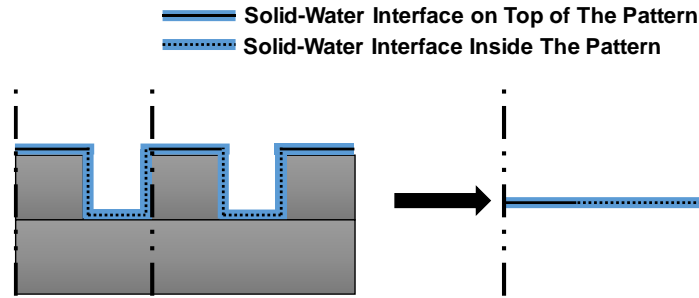 Solid-Water Interface on Top of The Pattern
Solid-Water Interface Inside The Pattern